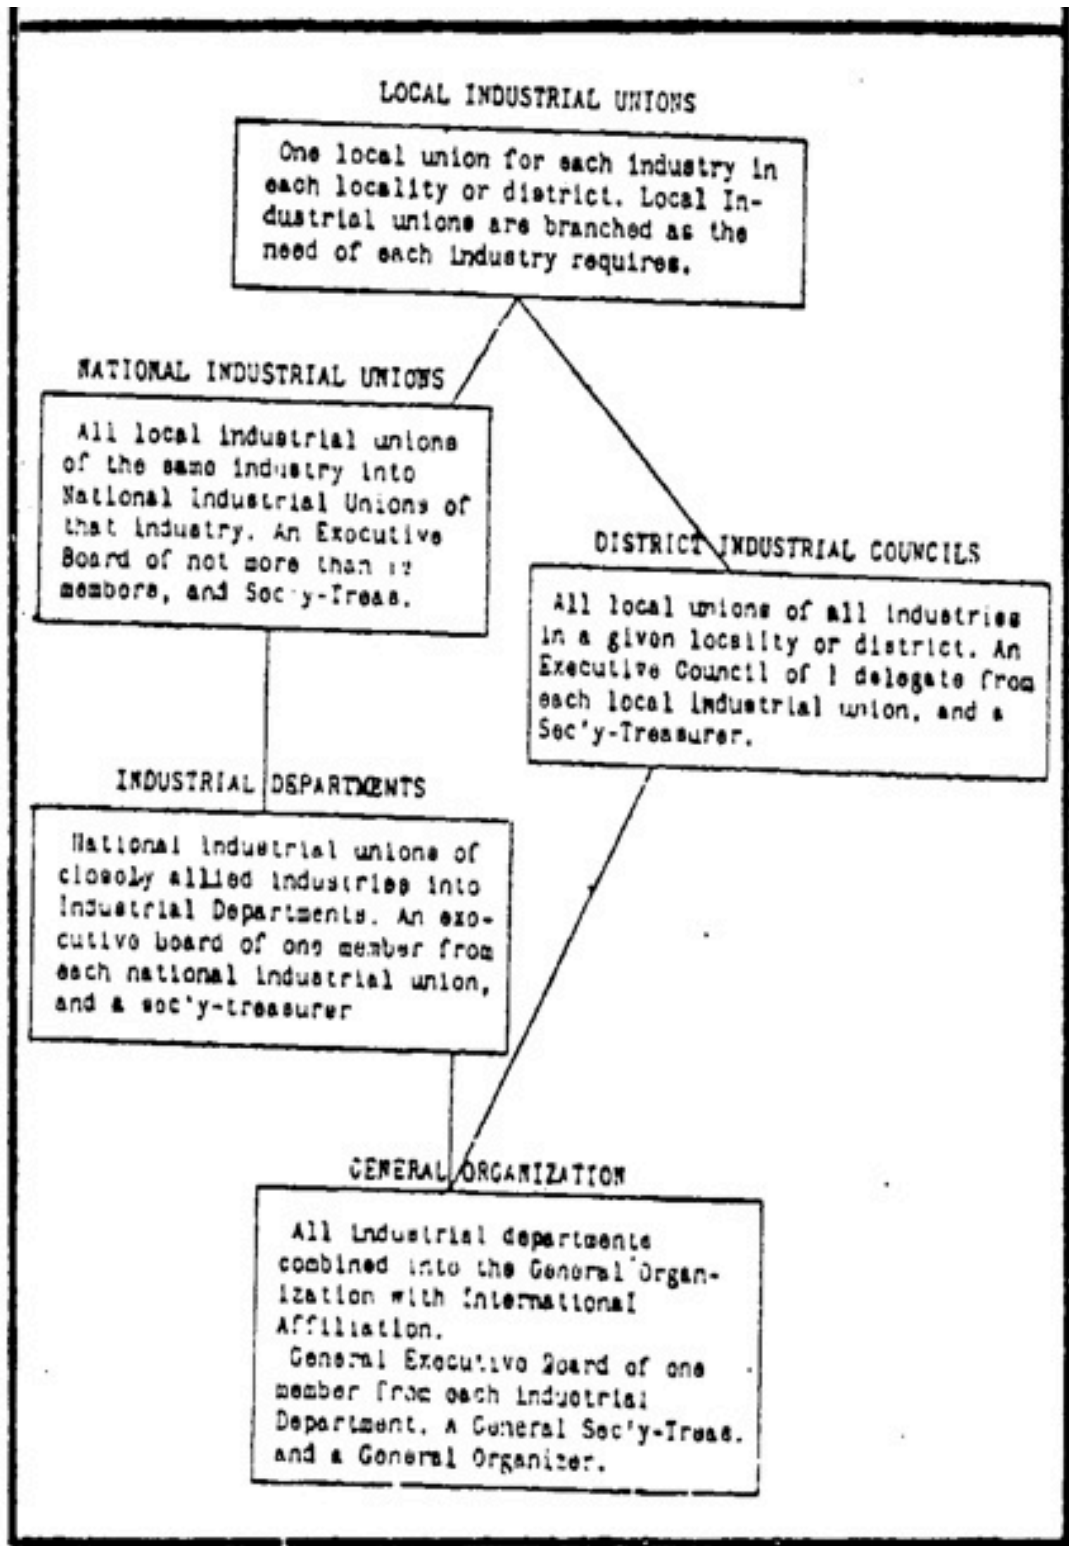 LOCAL INDUSTRIAL UNIONS
One local union for each industry in
each locality or district. Local In-
dustrial unions are branched as the
need of each industry requires.
NATIONAL INDUSTRIAL UNIONS
All local industrial unions
of the same industry into
National Industrial Unions of
that industry. An Executive
Board of not more than
members, and Sec'y-Treas.
DISTRICT INDUSTRIAL COUNCILS
All local unions of all industries
in a given locality or district. An
Executive Council of 1 delegate from
each local industrial union, and a
Sec'y-Treasurer.
INDUSTRIAL DEPARTMENTS
National industrial unions of
closely allied industries into
Industrial Departments. An exe-
cutive board of one member from
each national industrial union,
and a sec'y-treasurer
GENERAL ORGANIZATION
All industrial departments
combined into the General Organ-
ization with International
Affiliation.
General Executive Board of one
member from each industrial
Department. A General Sec'y-Treas.
and a General Organizer.